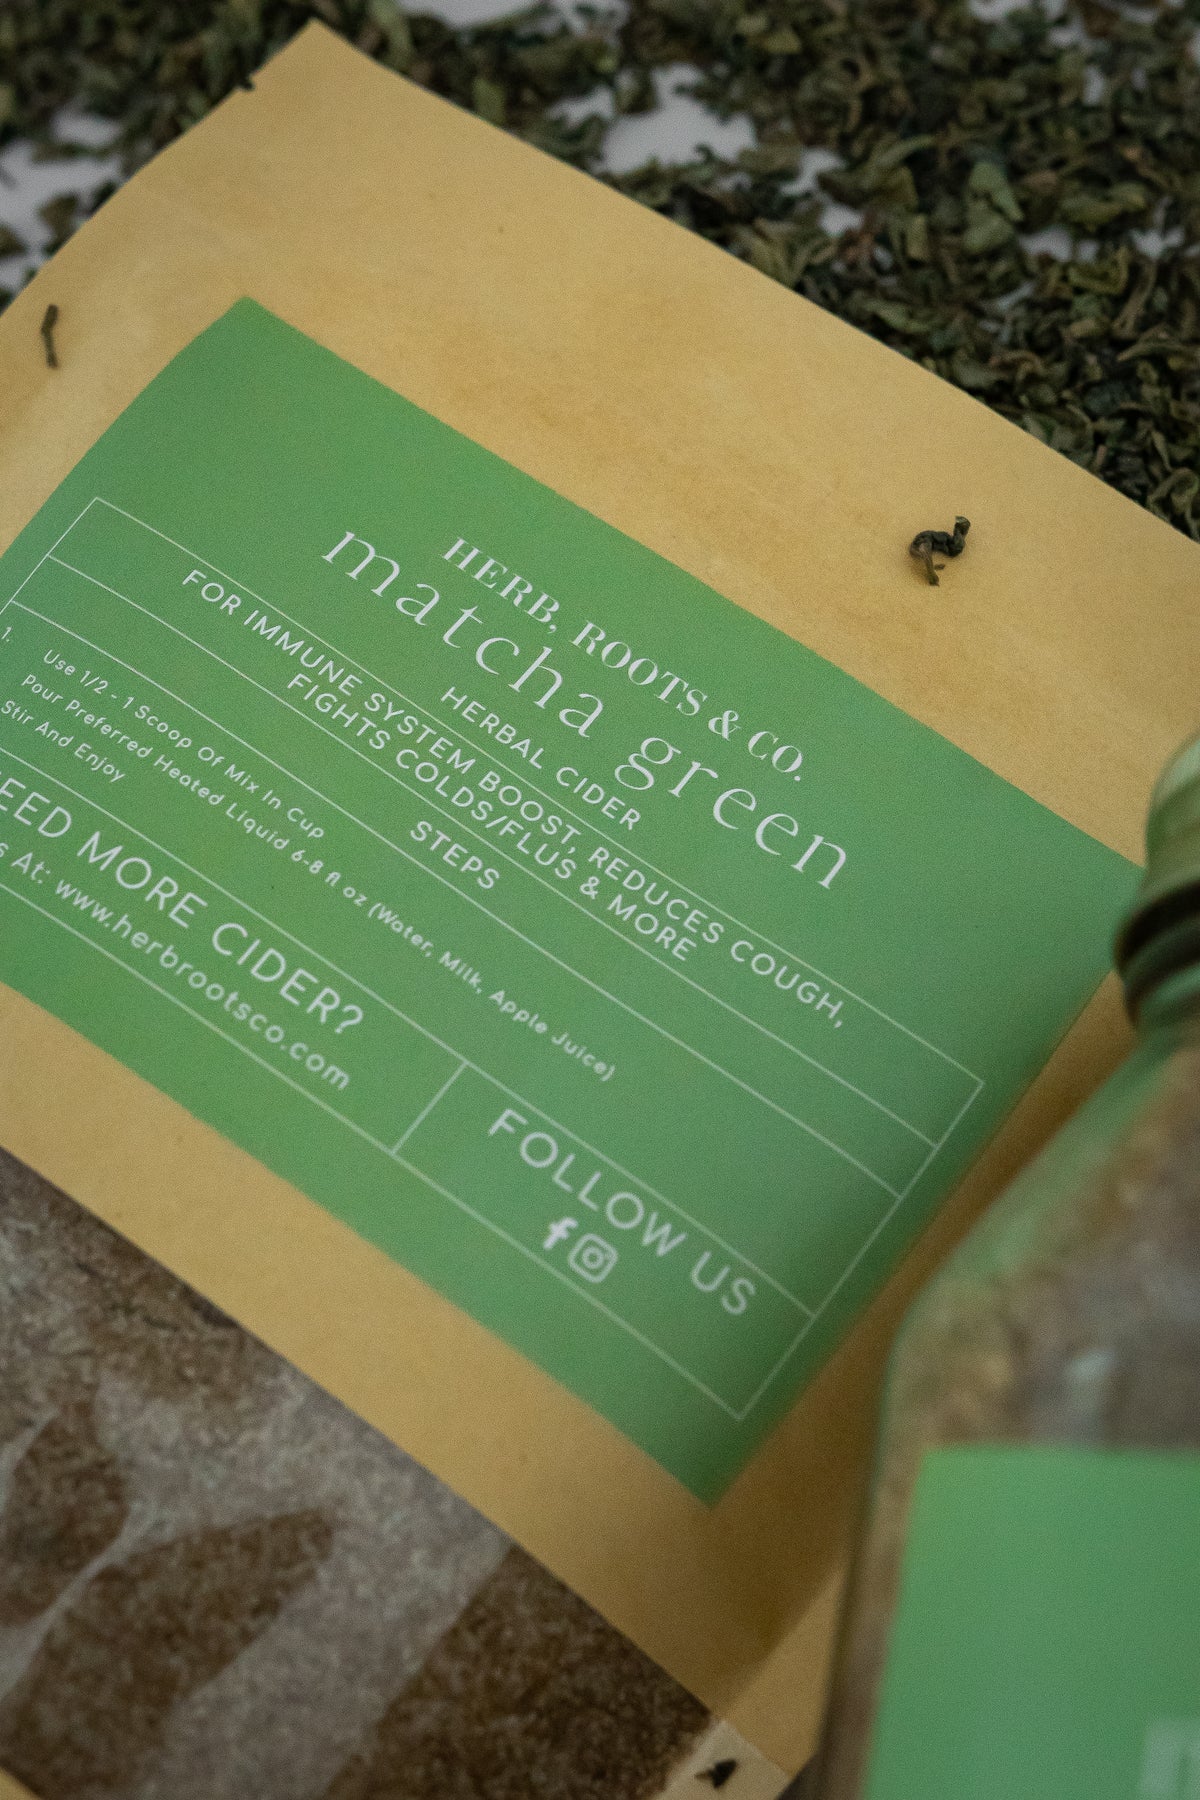 HERB, ROOTS & CO.
matcha green
HERBAL CIDER
FOR IMMUNE SYSTEM BOOST, REDUCES COUGH,
FIGHTS COLDS/FLUS & MORE
STEPS
1.
Use 1/2 - 1 Scoop Of Mix In Cup
Pour Preferred Heated Liquid 6-8 fl oz (Water, Milk, Apple Juice)
Stir And Enjoy
EED MORE CIDER?
s At: www.herbrootsco.com
FOLLOW US